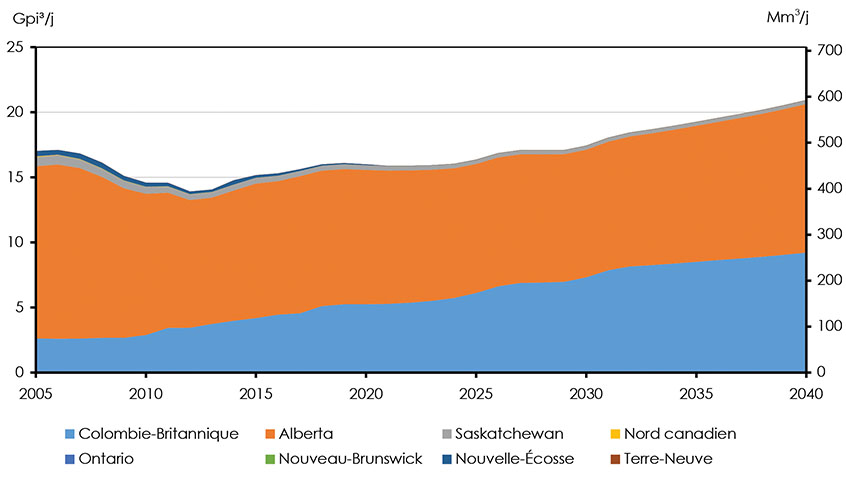 Gpi³/j Mm³/j
25 700
20 600
15 500
400
10 300
200
5 100
0 0
2005 2010 2015 2020 2025 2030 2035 2040
Colombie-Britannique Alberta Saskatchewan Nord canadien
Ontario Nouveau-Brunswick Nouvelle-Écosse Terre-Neuve